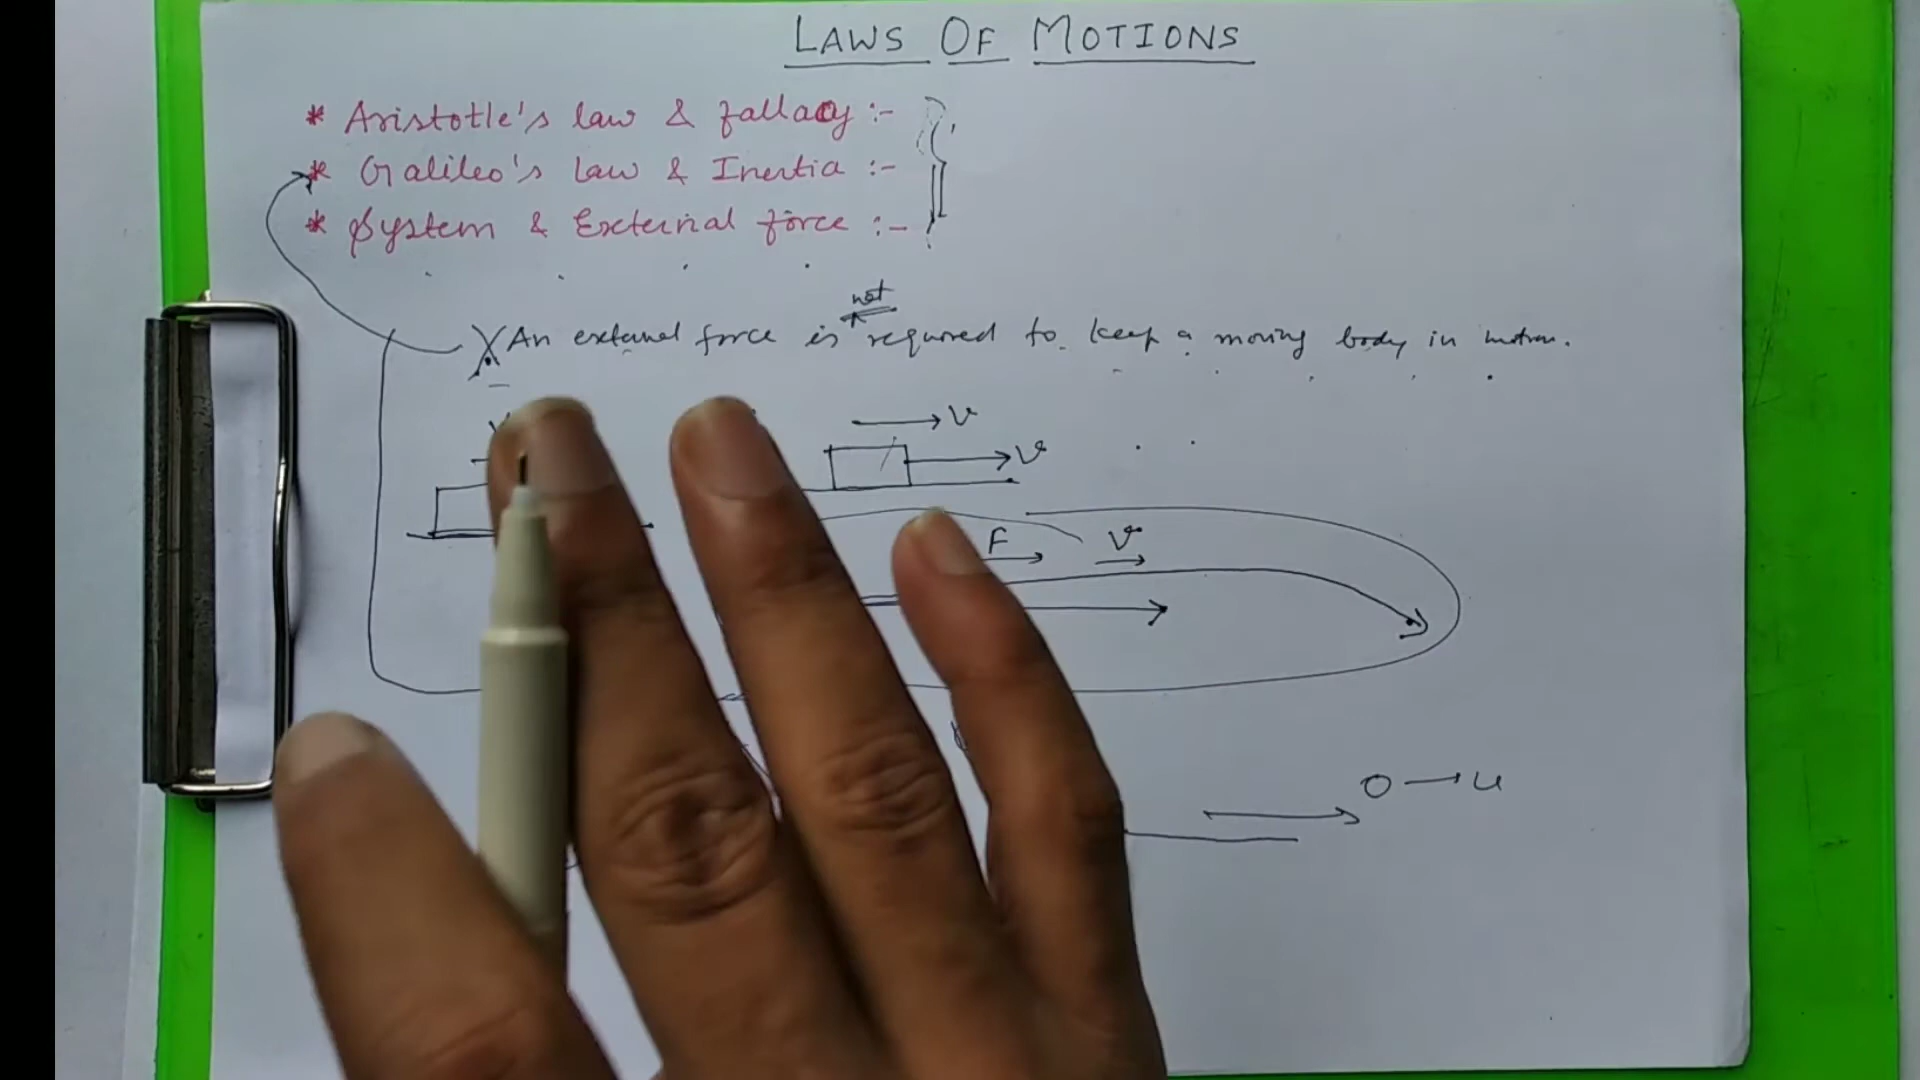 LAWS OF MOTIONS
* Aristotle's law & fallacy :-
* Galileo's law & Inertia :-
* System & External force :-
not
An external force is required to keep a moving body in motion.
V
V
V
F
V
O → u